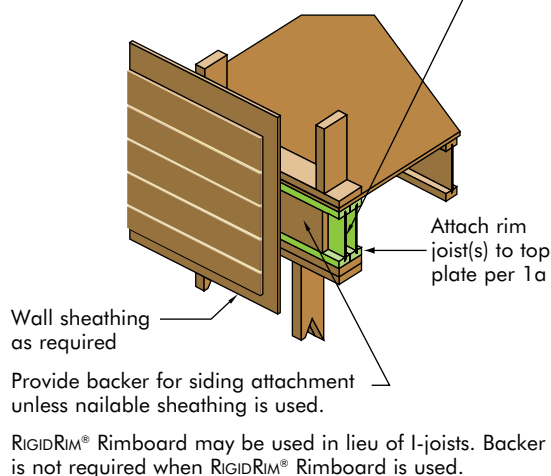 Attach rim
joist(s) to top
plate per 1a
Wall sheathing
as required
Provide backer for siding attachment
unless nailable sheathing is used.
RIGIDRIM® Rimboard may be used in lieu of I-joists. Backer
is not required when RIGIDRIM® Rimboard is used.